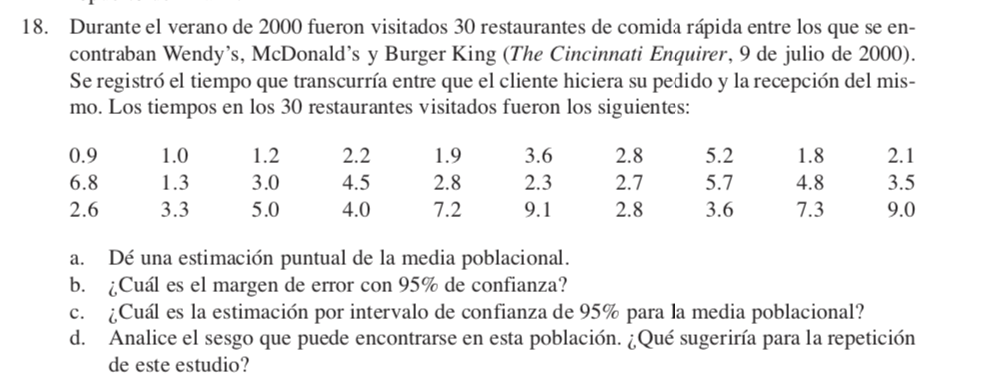 18. Durante el verano de 2000 fueron visitados 30 restaurantes de comida rápida entre los que se en-
contraban Wendy's, McDonald's y Burger King (The Cincinnati Enquirer, 9 de julio de 2000).
Se registró el tiempo que transcurría entre que el cliente hiciera su pedido y la recepción del mis-
mo. Los tiempos en los 30 restaurantes visitados fueron los siguientes:
0.9 1.0 1.2 2.2 1.9 3.6 2.8 5.2 1.8 2.1
6.8 1.3 3.0 4.5 2.8 2.3 2.7 5.7 4.8 3.5
2.6 3.3 5.0 4.0 7.2 9.1 2.8 3.6 7.3 9.0
a. Dé una estimación puntual de la media poblacional.
b. ¿Cuál es el margen de error con 95% de confianza?
c. ¿Cuál es la estimación por intervalo de confianza de 95% para la media poblacional?
d. Analice el sesgo que puede encontrarse en esta población. ¿Qué sugeriría para la repetición
de este estudio?